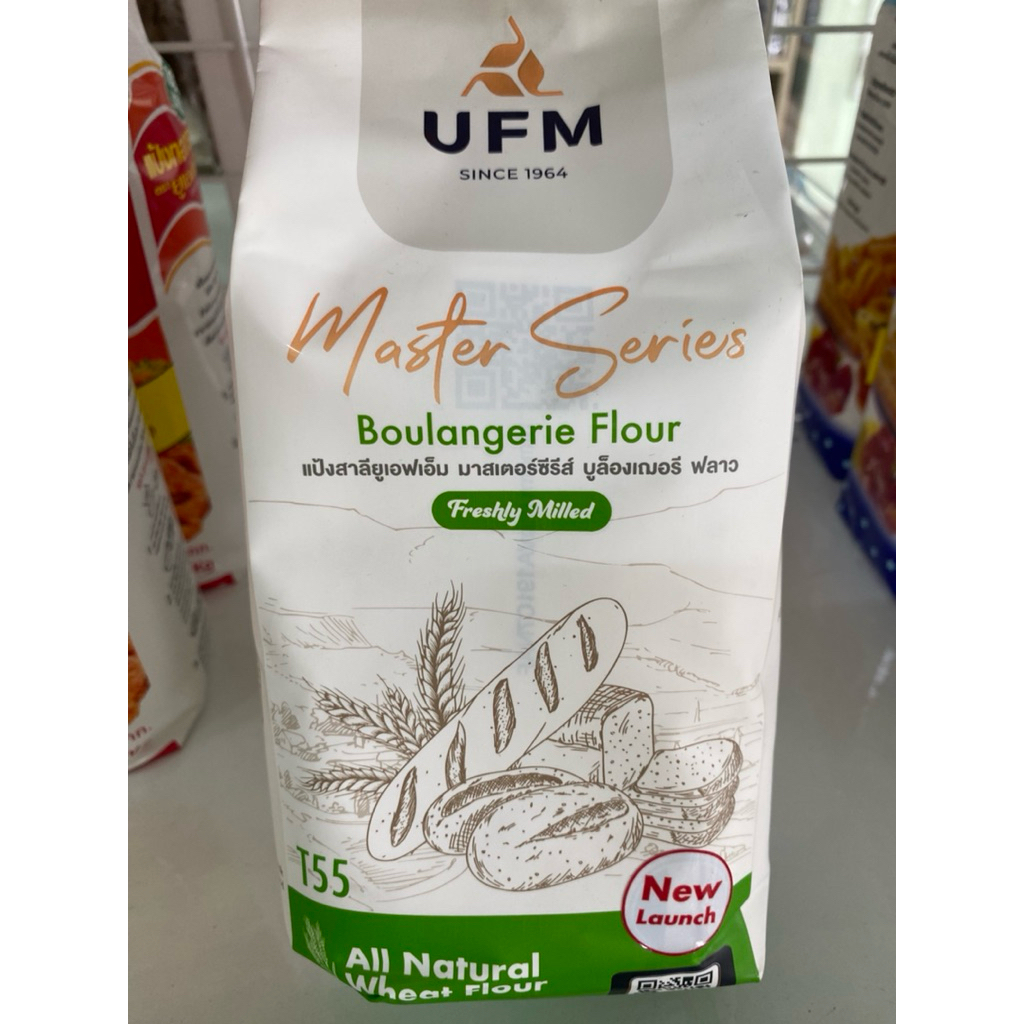 UFM
SINCE 1964
Master Series
Boulangerie Flour
แป้งสาลียูเอฟเอ็ม มาสเตอร์ซีรีส์ บูล็องเฌอรี ฟลาว
Freshly Milled
T55
New
Launch
All Natural
Wheat Flour